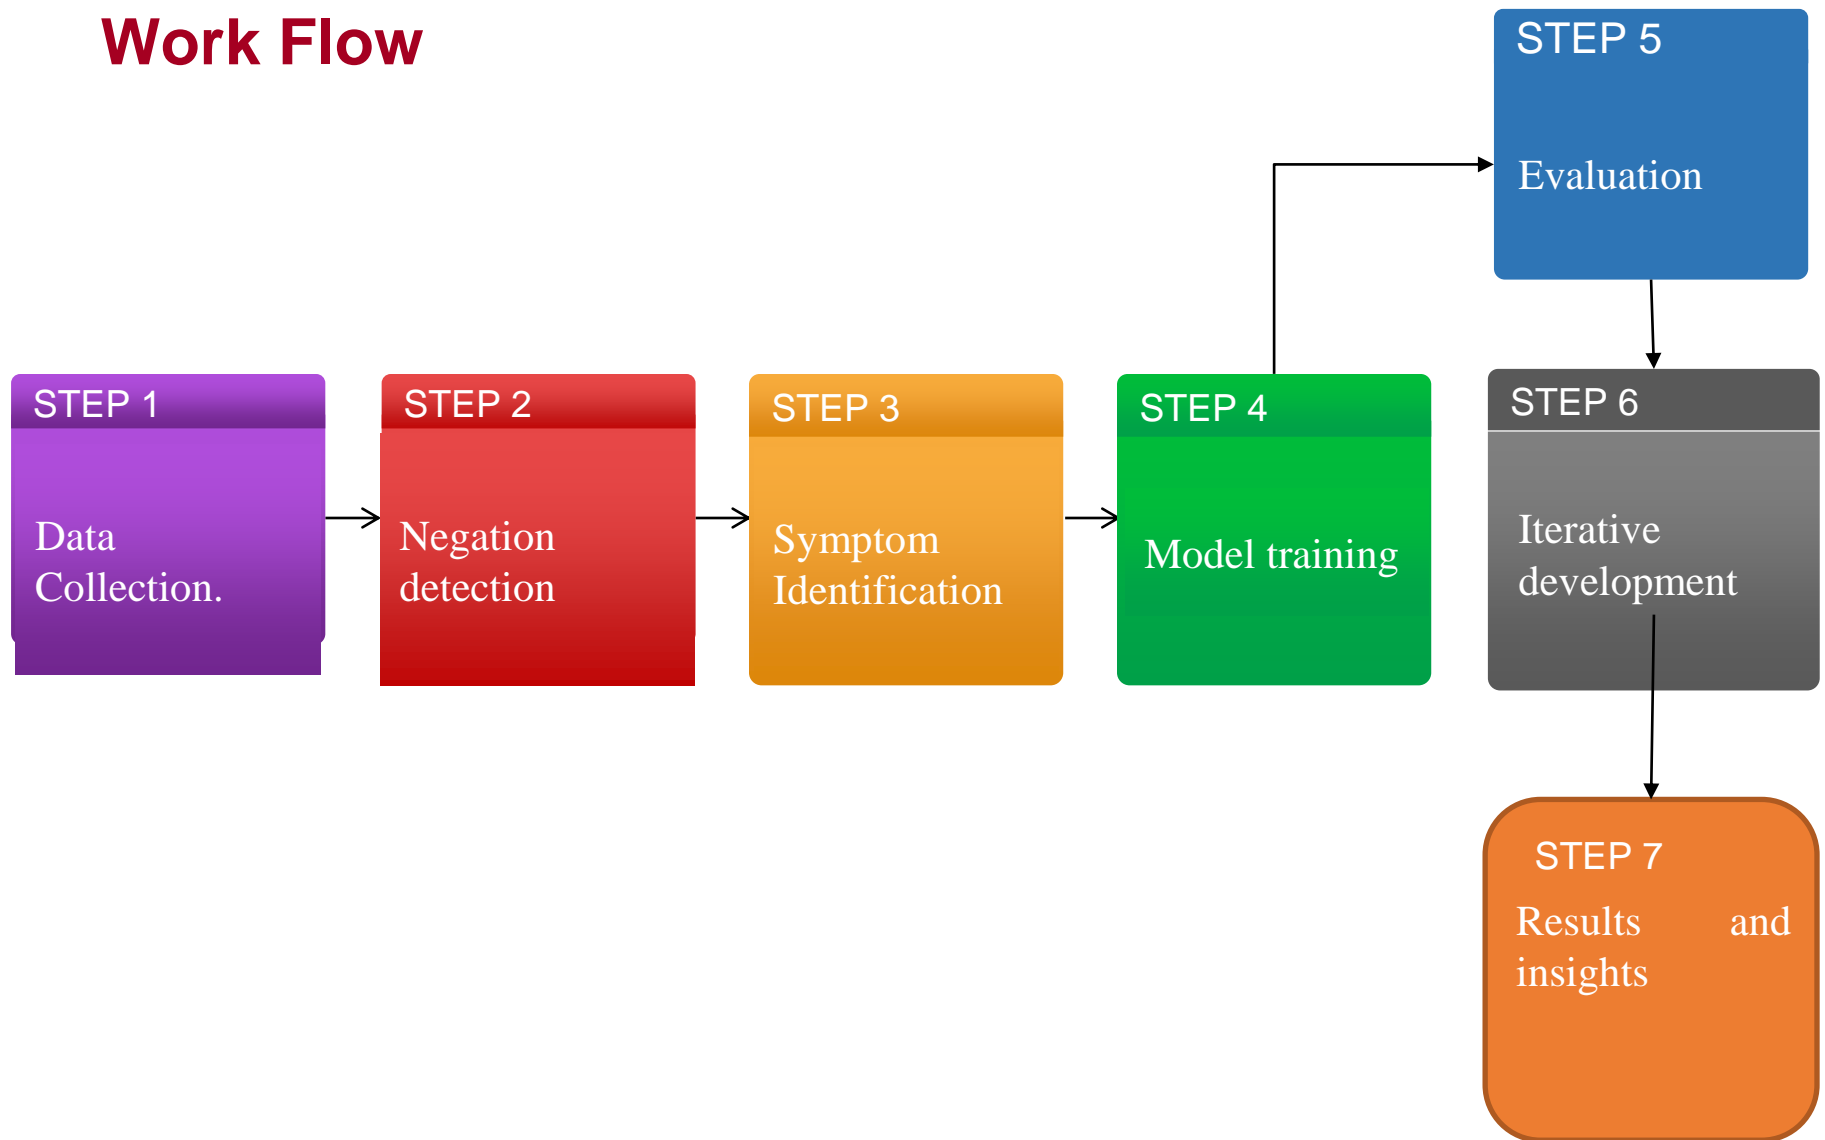 Work Flow
STEP 1
Data
Collection.
STEP 2
Negation
detection
STEP 3
Symptom
Identification
STEP 4
Model training
STEP 5
Evaluation
STEP 6
Iterative
development
STEP 7
Results and
insights